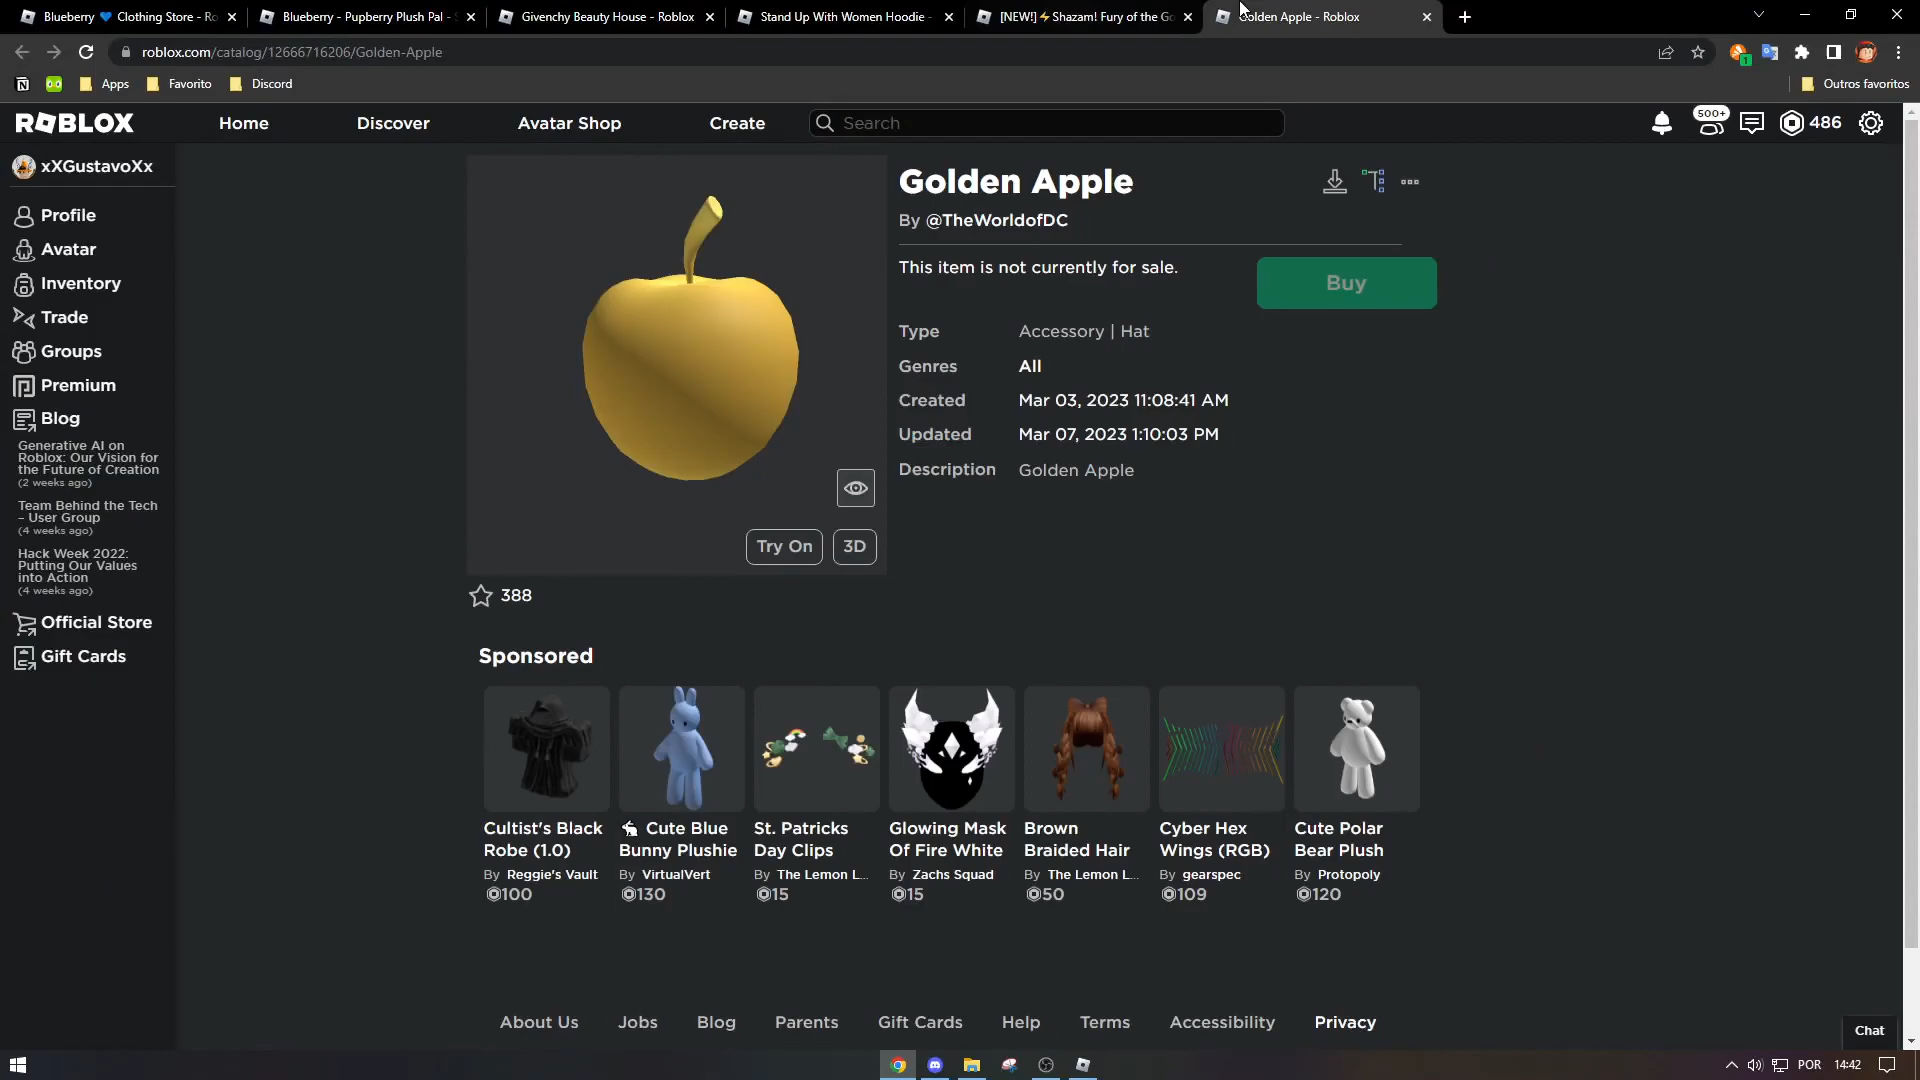 Blueberry 💙 Clothing Store - Ro
Blueberry - Pupberry Plush Pal - S
Givenchy Beauty House - Roblox
Stand Up With Women Hoodie -
[NEW!]⚡Shazam! Fury of the Go
Golden Apple - Roblox
roblox.com/catalog/12666716206/Golden-Apple
1
Apps
Favorito
Discord
Outros favoritos
ROBLOX
Home
Discover
Avatar Shop
Create
Search
500+
486
xXGustavoXx
Profile
Avatar
Inventory
Trade
Groups
Premium
Blog
Generative AI on
Roblox: Our Vision for
the Future of Creation
(2 weeks ago)
Team Behind the Tech
– User Group
(4 weeks ago)
Hack Week 2022:
Putting Our Values
into Action
(4 weeks ago)
Official Store
Gift Cards
Try On
3D
388
Golden Apple
By @TheWorldofDC
This item is not currently for sale.
Buy
Type Accessory | Hat
Genres All
Created Mar 03, 2023 11:08:41 AM
Updated Mar 07, 2023 1:10:03 PM
Description Golden Apple
Sponsored
Cultist's Black
Robe (1.0)
By Reggie's Vault
100
🐇 Cute Blue
Bunny Plushie
By VirtualVert
130
St. Patricks
Day Clips
By The Lemon L...
15
Glowing Mask
Of Fire White
By Zachs Squad
15
Brown
Braided Hair
By The Lemon L...
50
Cyber Hex
Wings (RGB)
By gearspec
109
Cute Polar
Bear Plush
By Protopoly
120
About Us
Jobs
Blog
Parents
Gift Cards
Help
Terms
Accessibility
Privacy
Chat
POR
14:42